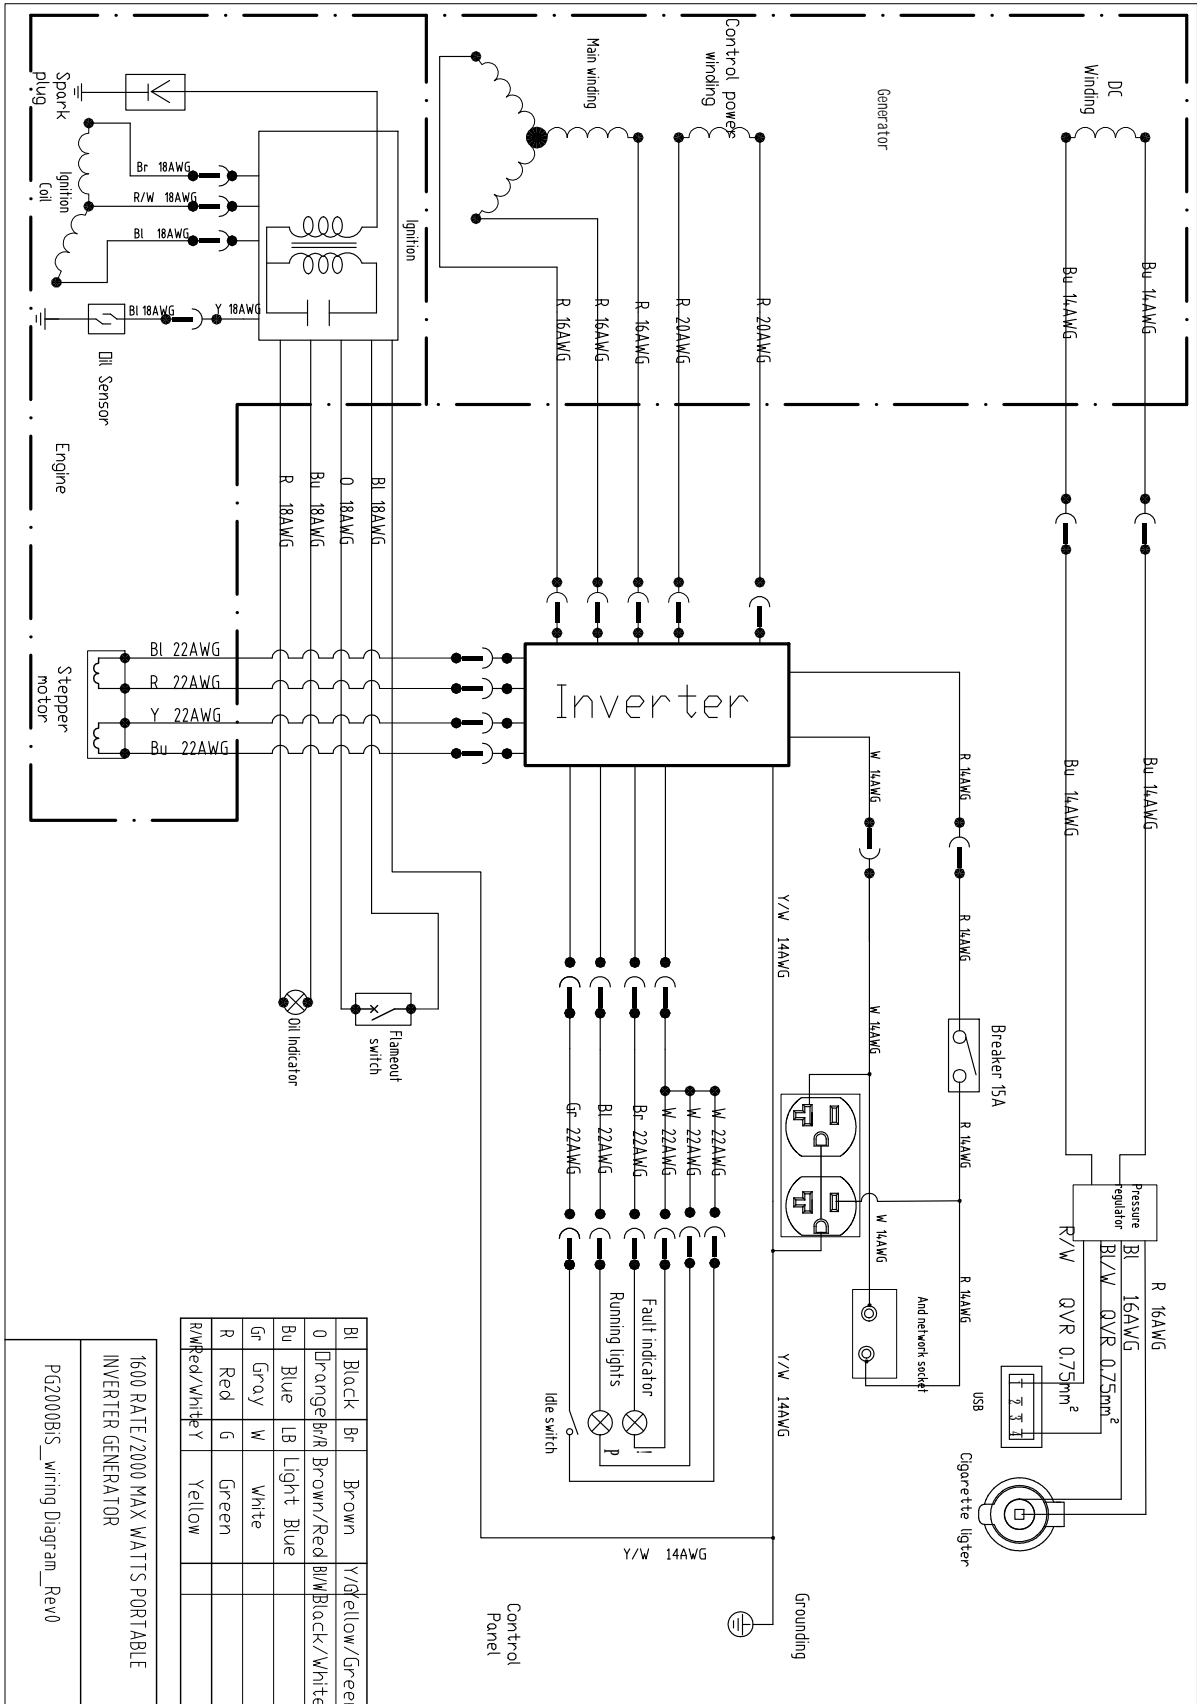 DC
Winding
Generator
Control power
winding
Main winding
Spark
plug
Ignition
Coil
Ignition
Br 18AWG
R/W 18AWG
Bl 18AWG
Bl 18AWG
Y 18AWG
Oil Sensor
Engine
R 16AWG
R 16AWG
R 16AWG
R 20AWG
R 20AWG
Bu 14AWG
Bu 14AWG
R 18AWG
Bu 18AWG
O 18AWG
Bl 18AWG
Stepper
motor
Bl 22AWG
R 22AWG
Y 22AWG
Bu 22AWG
Inverter
W 14AWG
R 14AWG
Bu 14AWG
Bu 14AWG
Y/W 14AWG
R 14AWG
W 14AWG
Breaker 15A
R 14AWG
Oil Indicator
Flameout
switch
Gr 22AWG
Bl 22AWG
Br 22AWG
W 22AWG
W 22AWG
W 22AWG
Pressure
regulator
W 14AWG
R 14AWG
R/W QVR 0.75mm²
Bl/W QVR 0.75mm²
Bl 16AWG
R 16AWG
And network socket
USB
1
2
3
4
Cigarette ligter
Fault indicator
Running lights
Idle switch
!
P
Y/W 14AWG
Y/W 14AWG
Grounding
Control
Panel
Bl Black Br Brown Y/G Yellow/Green
O Orange Br/R Brown/Red Bl/W Black/White
Bu Blue LB Light Blue
Gr Gray W White
R Red G Green
R/W Red/White Y Yellow
1600 RATE/2000 MAX WATTS PORTABLE
INVERTER GENERATOR
PG2000BiS_wiring Diagram_Rev0